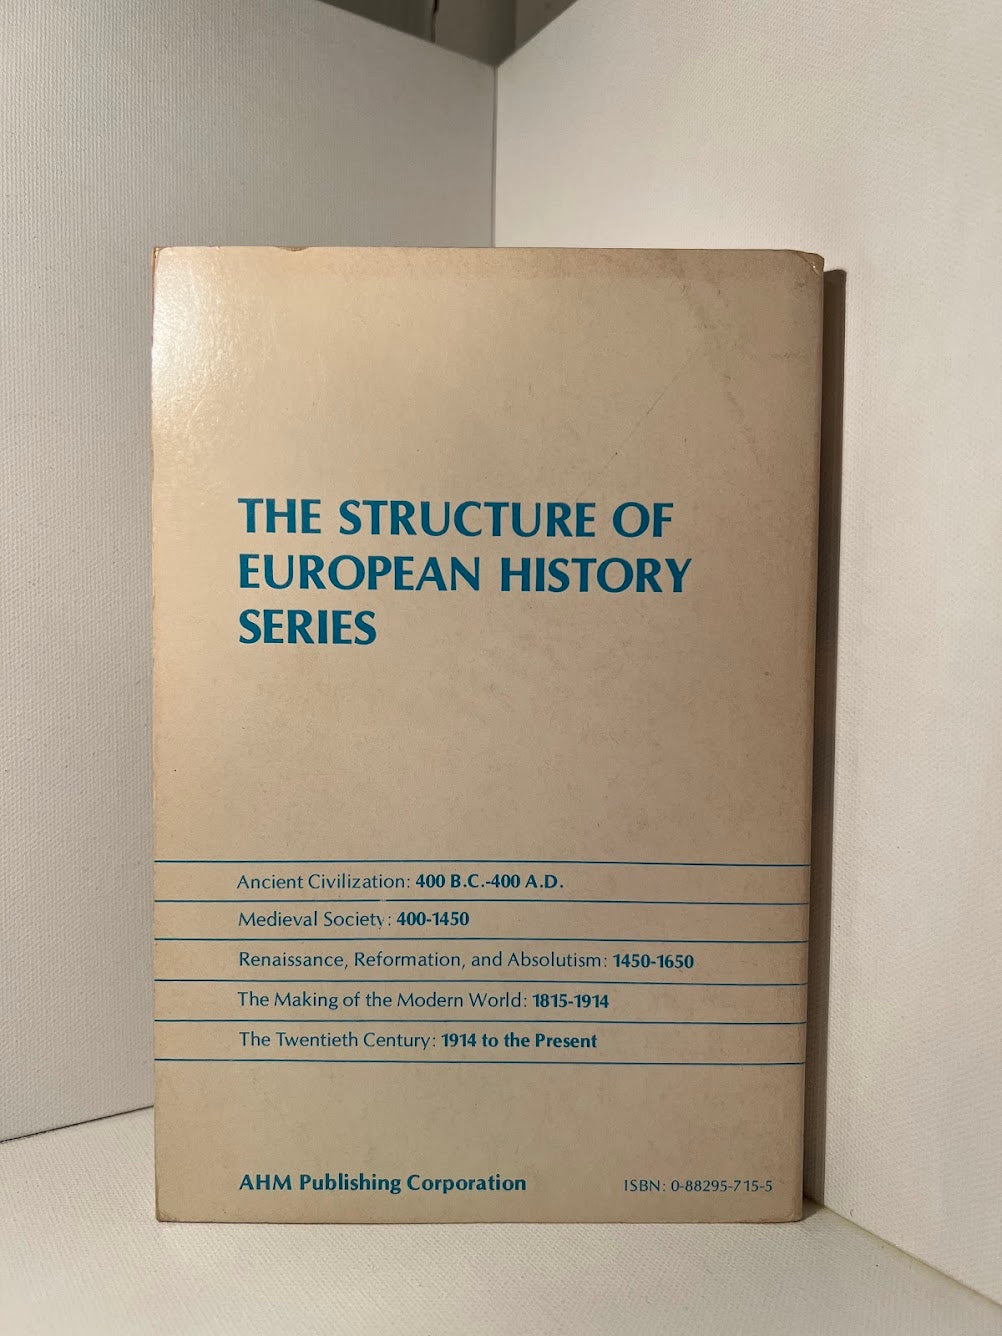 THE STRUCTURE OF
EUROPEAN HISTORY
SERIES
Ancient Civilization: 400 B.C.-400 A.D.
Medieval Society: 400-1450
Renaissance, Reformation, and Absolutism: 1450-1650
The Making of the Modern World: 1815-1914
The Twentieth Century: 1914 to the Present
AHM Publishing Corporation
ISBN: 0-88295-715-5